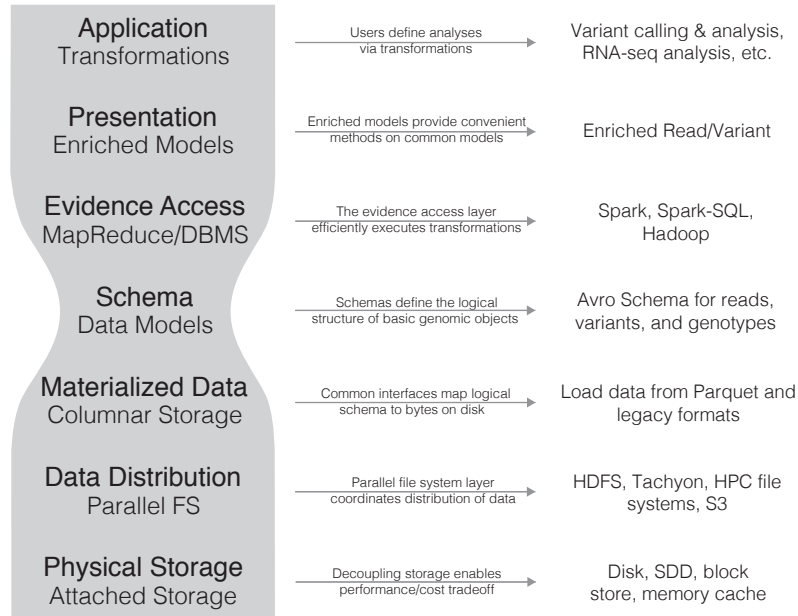 Application
Transformations
Users define analyses
via transformations
Variant calling & analysis,
RNA-seq analysis, etc.
Presentation
Enriched Models
Enriched models provide convenient
methods on common models
Enriched Read/Variant
Evidence Access
MapReduce/DBMS
The evidence access layer
efficiently executes transformations
Spark, Spark-SQL,
Hadoop
Schema
Data Models
Schemas define the logical
structure of basic genomic objects
Avro Schema for reads,
variants, and genotypes
Materialized Data
Columnar Storage
Common interfaces map logical
schema to bytes on disk
Load data from Parquet and
legacy formats
Data Distribution
Parallel FS
Parallel file system layer
coordinates distribution of data
HDFS, Tachyon, HPC file
systems, S3
Physical Storage
Attached Storage
Decoupling storage enables
performance/cost tradeoff
Disk, SDD, block
store, memory cache